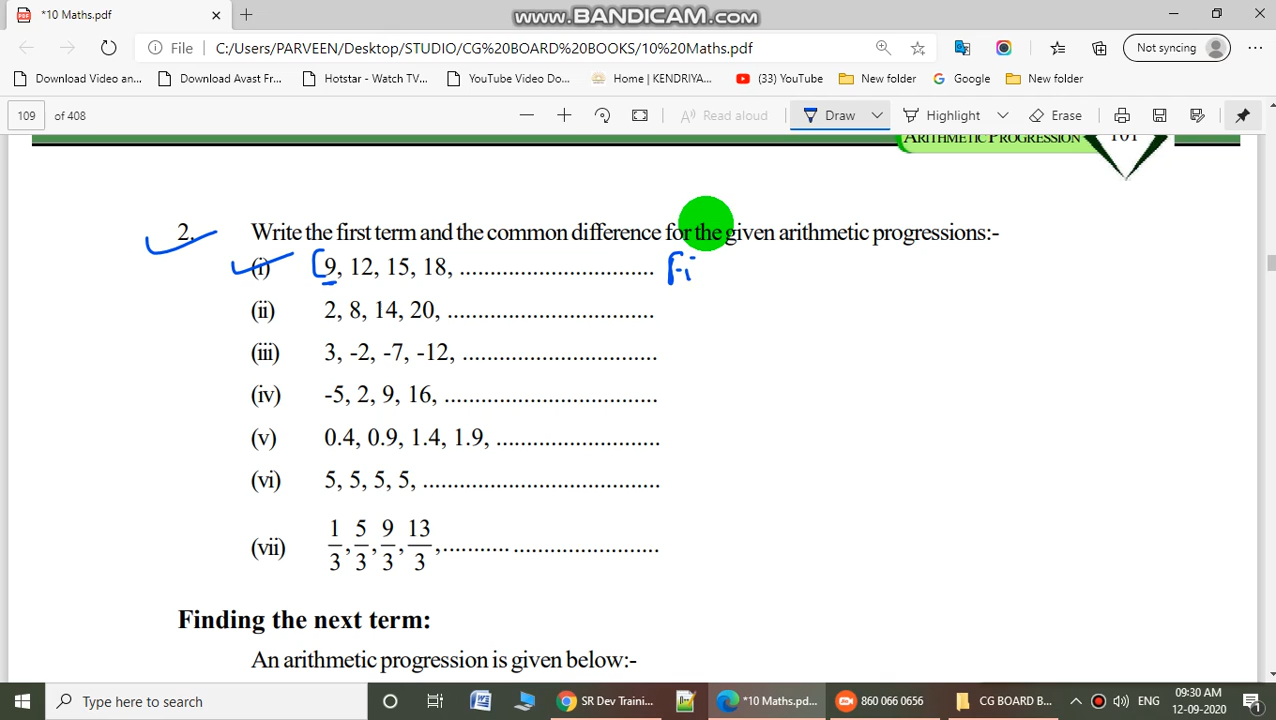 *10 Maths.pdf
www.BANDICAM.com
File C:/Users/PARVEEN/Desktop/STUDIO/CG%20BOARD%20BOOKS/10%20Maths.pdf
Not syncing
Download Video an...
Download Avast Fr...
Hotstar - Watch TV...
YouTube Video Do...
Home | KENDRIYA...
(33) YouTube
New folder
Google
New folder
109 of 408
Read aloud
Draw
Highlight
Erase
ARITHMETIC PROGRESSION 101
2. Write the first term and the common difference for the given arithmetic progressions:-
(i) [9, 12, 15, 18, ............................... Fi
(ii) 2, 8, 14, 20, .................................
(iii) 3, -2, -7, -12, ...............................
(iv) -5, 2, 9, 16, ..................................
(v) 0.4, 0.9, 1.4, 1.9, ..........................
(vi) 5, 5, 5, 5, .....................................
(vii) 1/3, 5/3, 9/3, 13/3, ...................................
Finding the next term:
An arithmetic progression is given below:-
Type here to search
SR Dev Traini...
*10 Maths.pd...
860 066 0656
CG BOARD B...
ENG
09:30 AM
12-09-2020